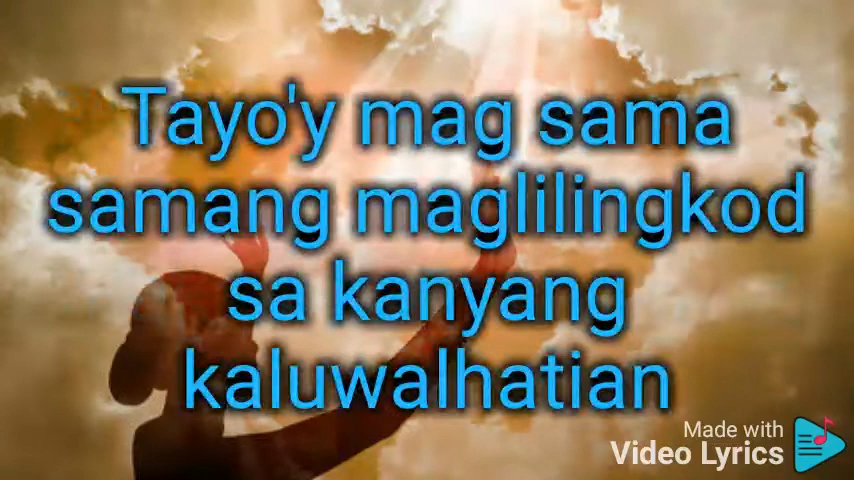 Tayo'y mag sama
samang maglilingkod
sa kanyang
kaluwalhatian
Made with
Video Lyrics